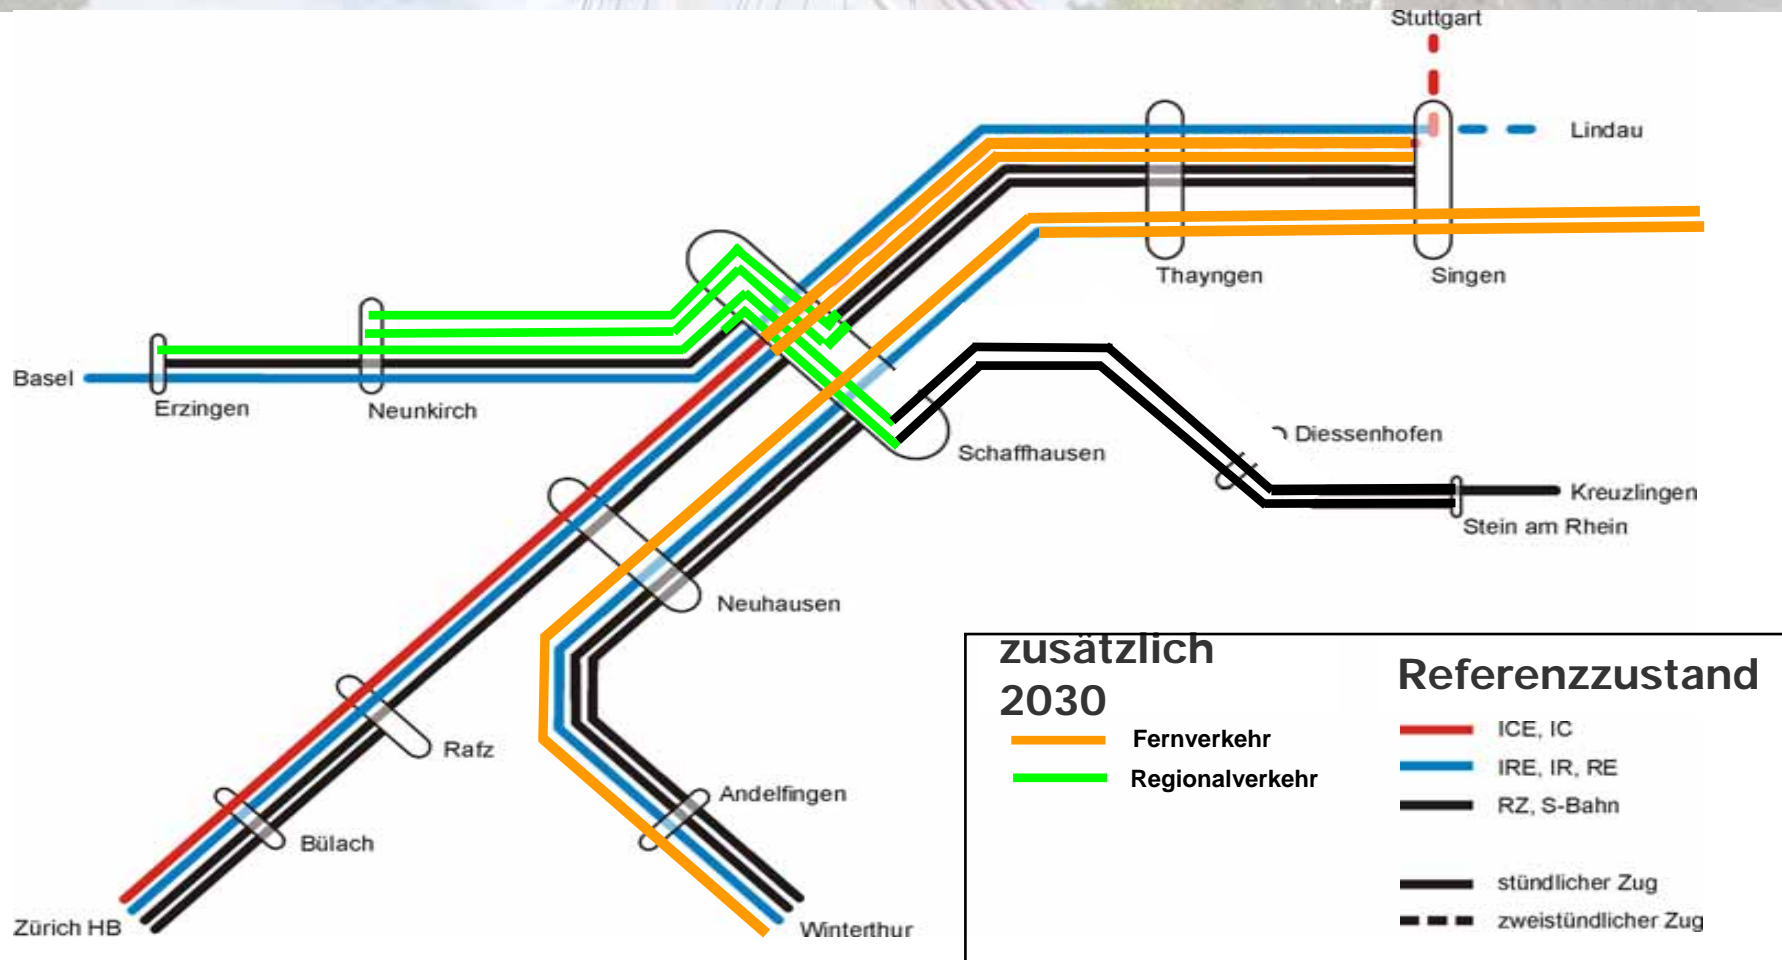 Stuttgart
Lindau
Thayngen
Singen
Basel
Erzingen
Neunkirch
Schaffhausen
Diessenhofen
Kreuzlingen
Stein am Rhein
Neuhausen
Rafz
Andelfingen
Bülach
Zürich HB
Winterthur
zusätzlich
2030
Fernverkehr
Regionalverkehr
Referenzzustand
ICE, IC
IRE, IR, RE
RZ, S-Bahn
stündlicher Zug
zweistündlicher Zug